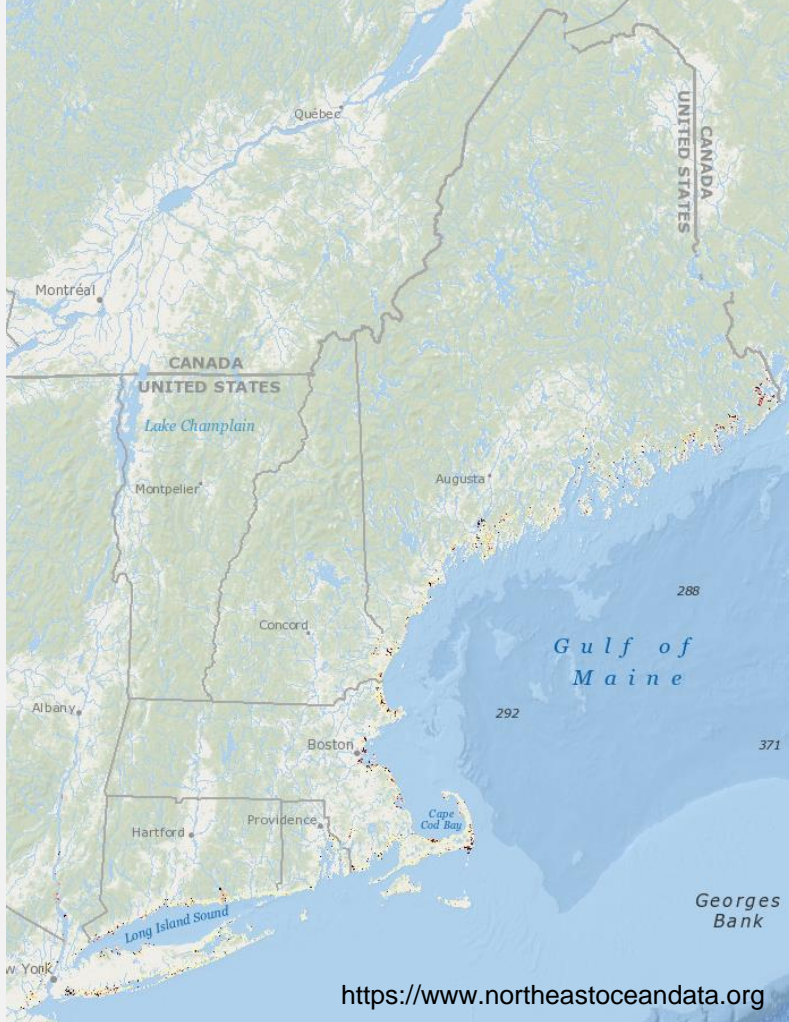 Québec
CANADA
UNITED STATES
Montréal
CANADA
UNITED STATES
Lake Champlain
Montpelier
Augusta
288
Concord
Gulf of
Maine
Albany
292
Boston
371
Cape
Cod Bay
Providence
Hartford
Georges
Bank
Long Island Sound
w York
https://www.northeastoceandata.org